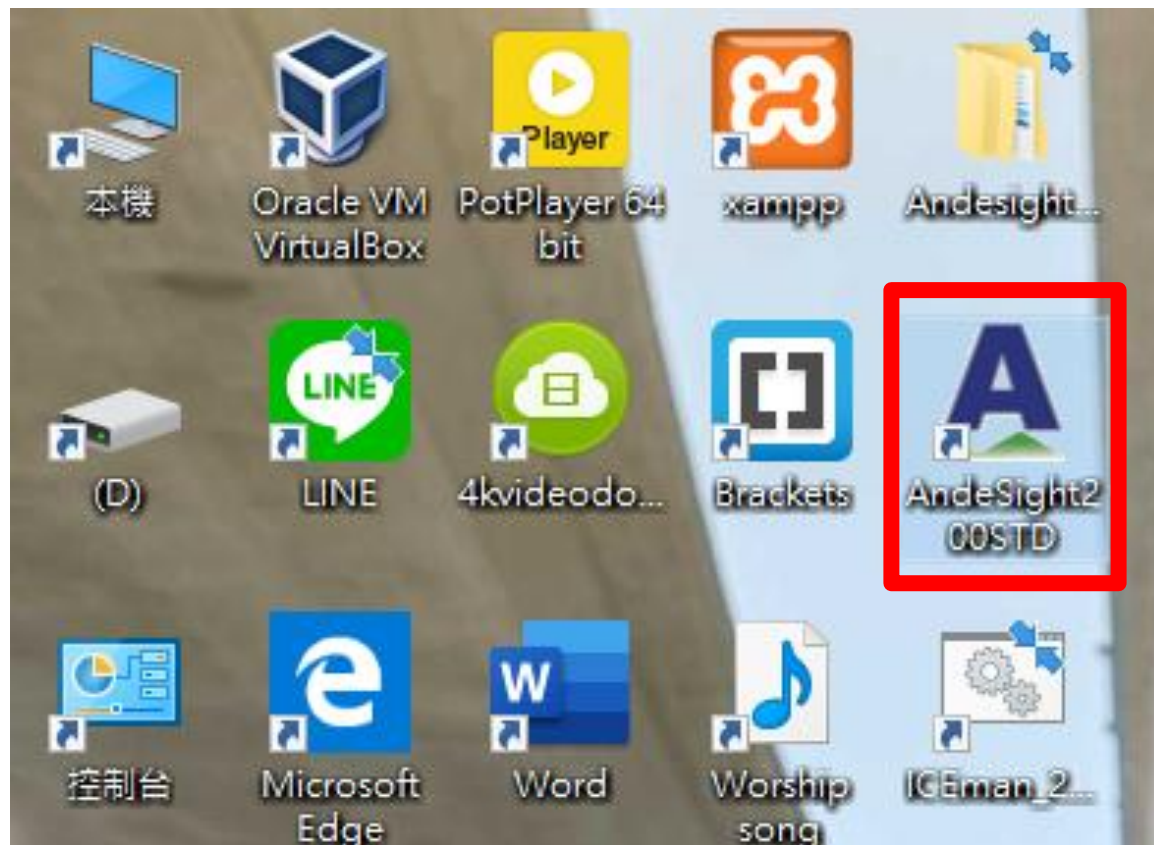 Player
本機
Oracle VM
VirtualBox
PotPlayer 64
bit
xampp
Andesight...
LINE
(D)
LINE
4kvideodo...
Brackets
A
AndeSight2
00STD
e
W
控制台
Microsoft
Edge
Word
Worship
song
ICEman_2...